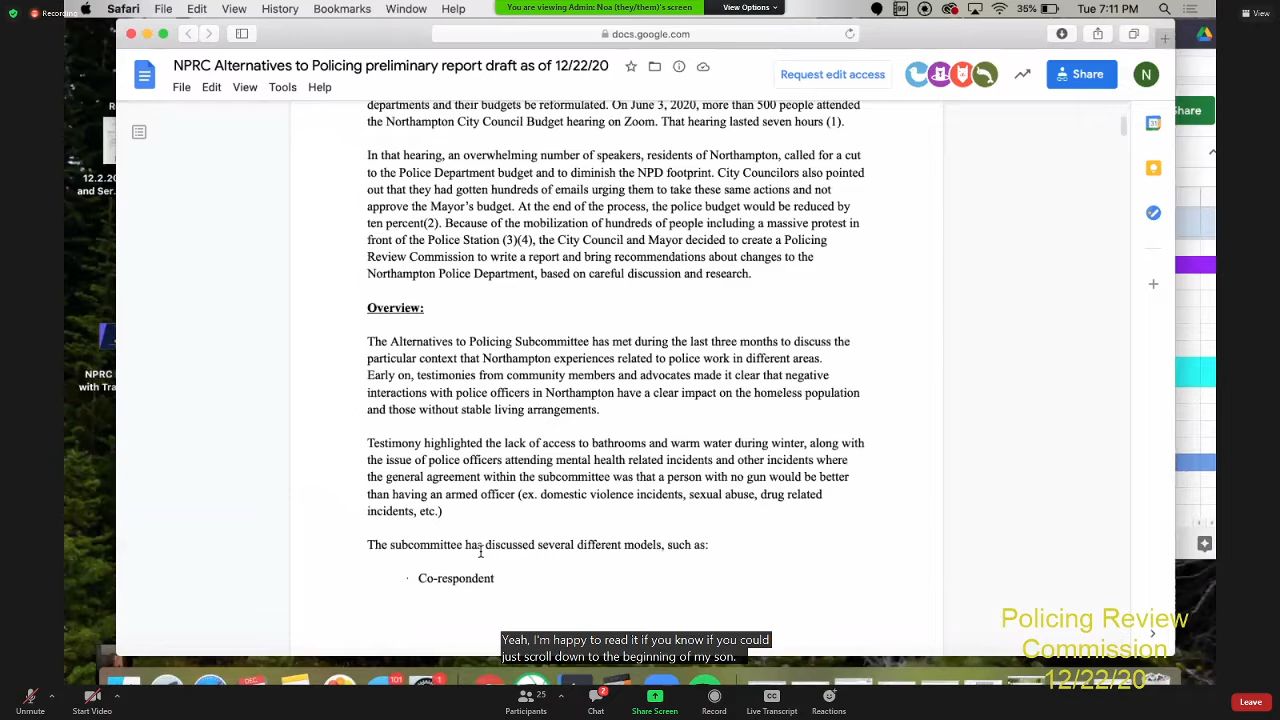 Recording
Safari File Edit View History Bookmarks Window Help
You are viewing Admin: Noa (they/them)'s screen
View Options
99
35%
Tue 7:11 PM
View
docs.google.com
NPRC Alternatives to Policing preliminary report draft as of 12/22/20
File Edit View Tools Help
Request edit access
Share
N
hare
departments and their budgets be reformulated. On June 3, 2020, more than 500 people attended
the Northampton City Council Budget hearing on Zoom. That hearing lasted seven hours (1).
In that hearing, an overwhelming number of speakers, residents of Northampton, called for a cut
to the Police Department budget and to diminish the NPD footprint. City Councilors also pointed
out that they had gotten hundreds of emails urging them to take these same actions and not
approve the Mayor's budget. At the end of the process, the police budget would be reduced by
ten percent(2). Because of the mobilization of hundreds of people including a massive protest in
front of the Police Station (3)(4), the City Council and Mayor decided to create a Policing
Review Commission to write a report and bring recommendations about changes to the
Northampton Police Department, based on careful discussion and research.
Overview:
The Alternatives to Policing Subcommittee has met during the last three months to discuss the
particular context that Northampton experiences related to police work in different areas.
Early on, testimonies from community members and advocates made it clear that negative
interactions with police officers in Northampton have a clear impact on the homeless population
and those without stable living arrangements.
Testimony highlighted the lack of access to bathrooms and warm water during winter, along with
the issue of police officers attending mental health related incidents and other incidents where
the general agreement within the subcommittee was that a person with no gun would be better
than having an armed officer (ex. domestic violence incidents, sexual abuse, drug related
incidents, etc.)
The subcommittee has discussed several different models, such as:
· Co-respondent
12.2.20
and Ser
NPRC
with Tra
31
Yeah, I'm happy to read it if you know if you could
just scroll down to the beginning of my son.
Policing Review
Commission
12/22/20
101
1
Unmute
Start Video
25
Participants
2
Chat
Share Screen
Record
CC
Live Transcript
Reactions
Leave